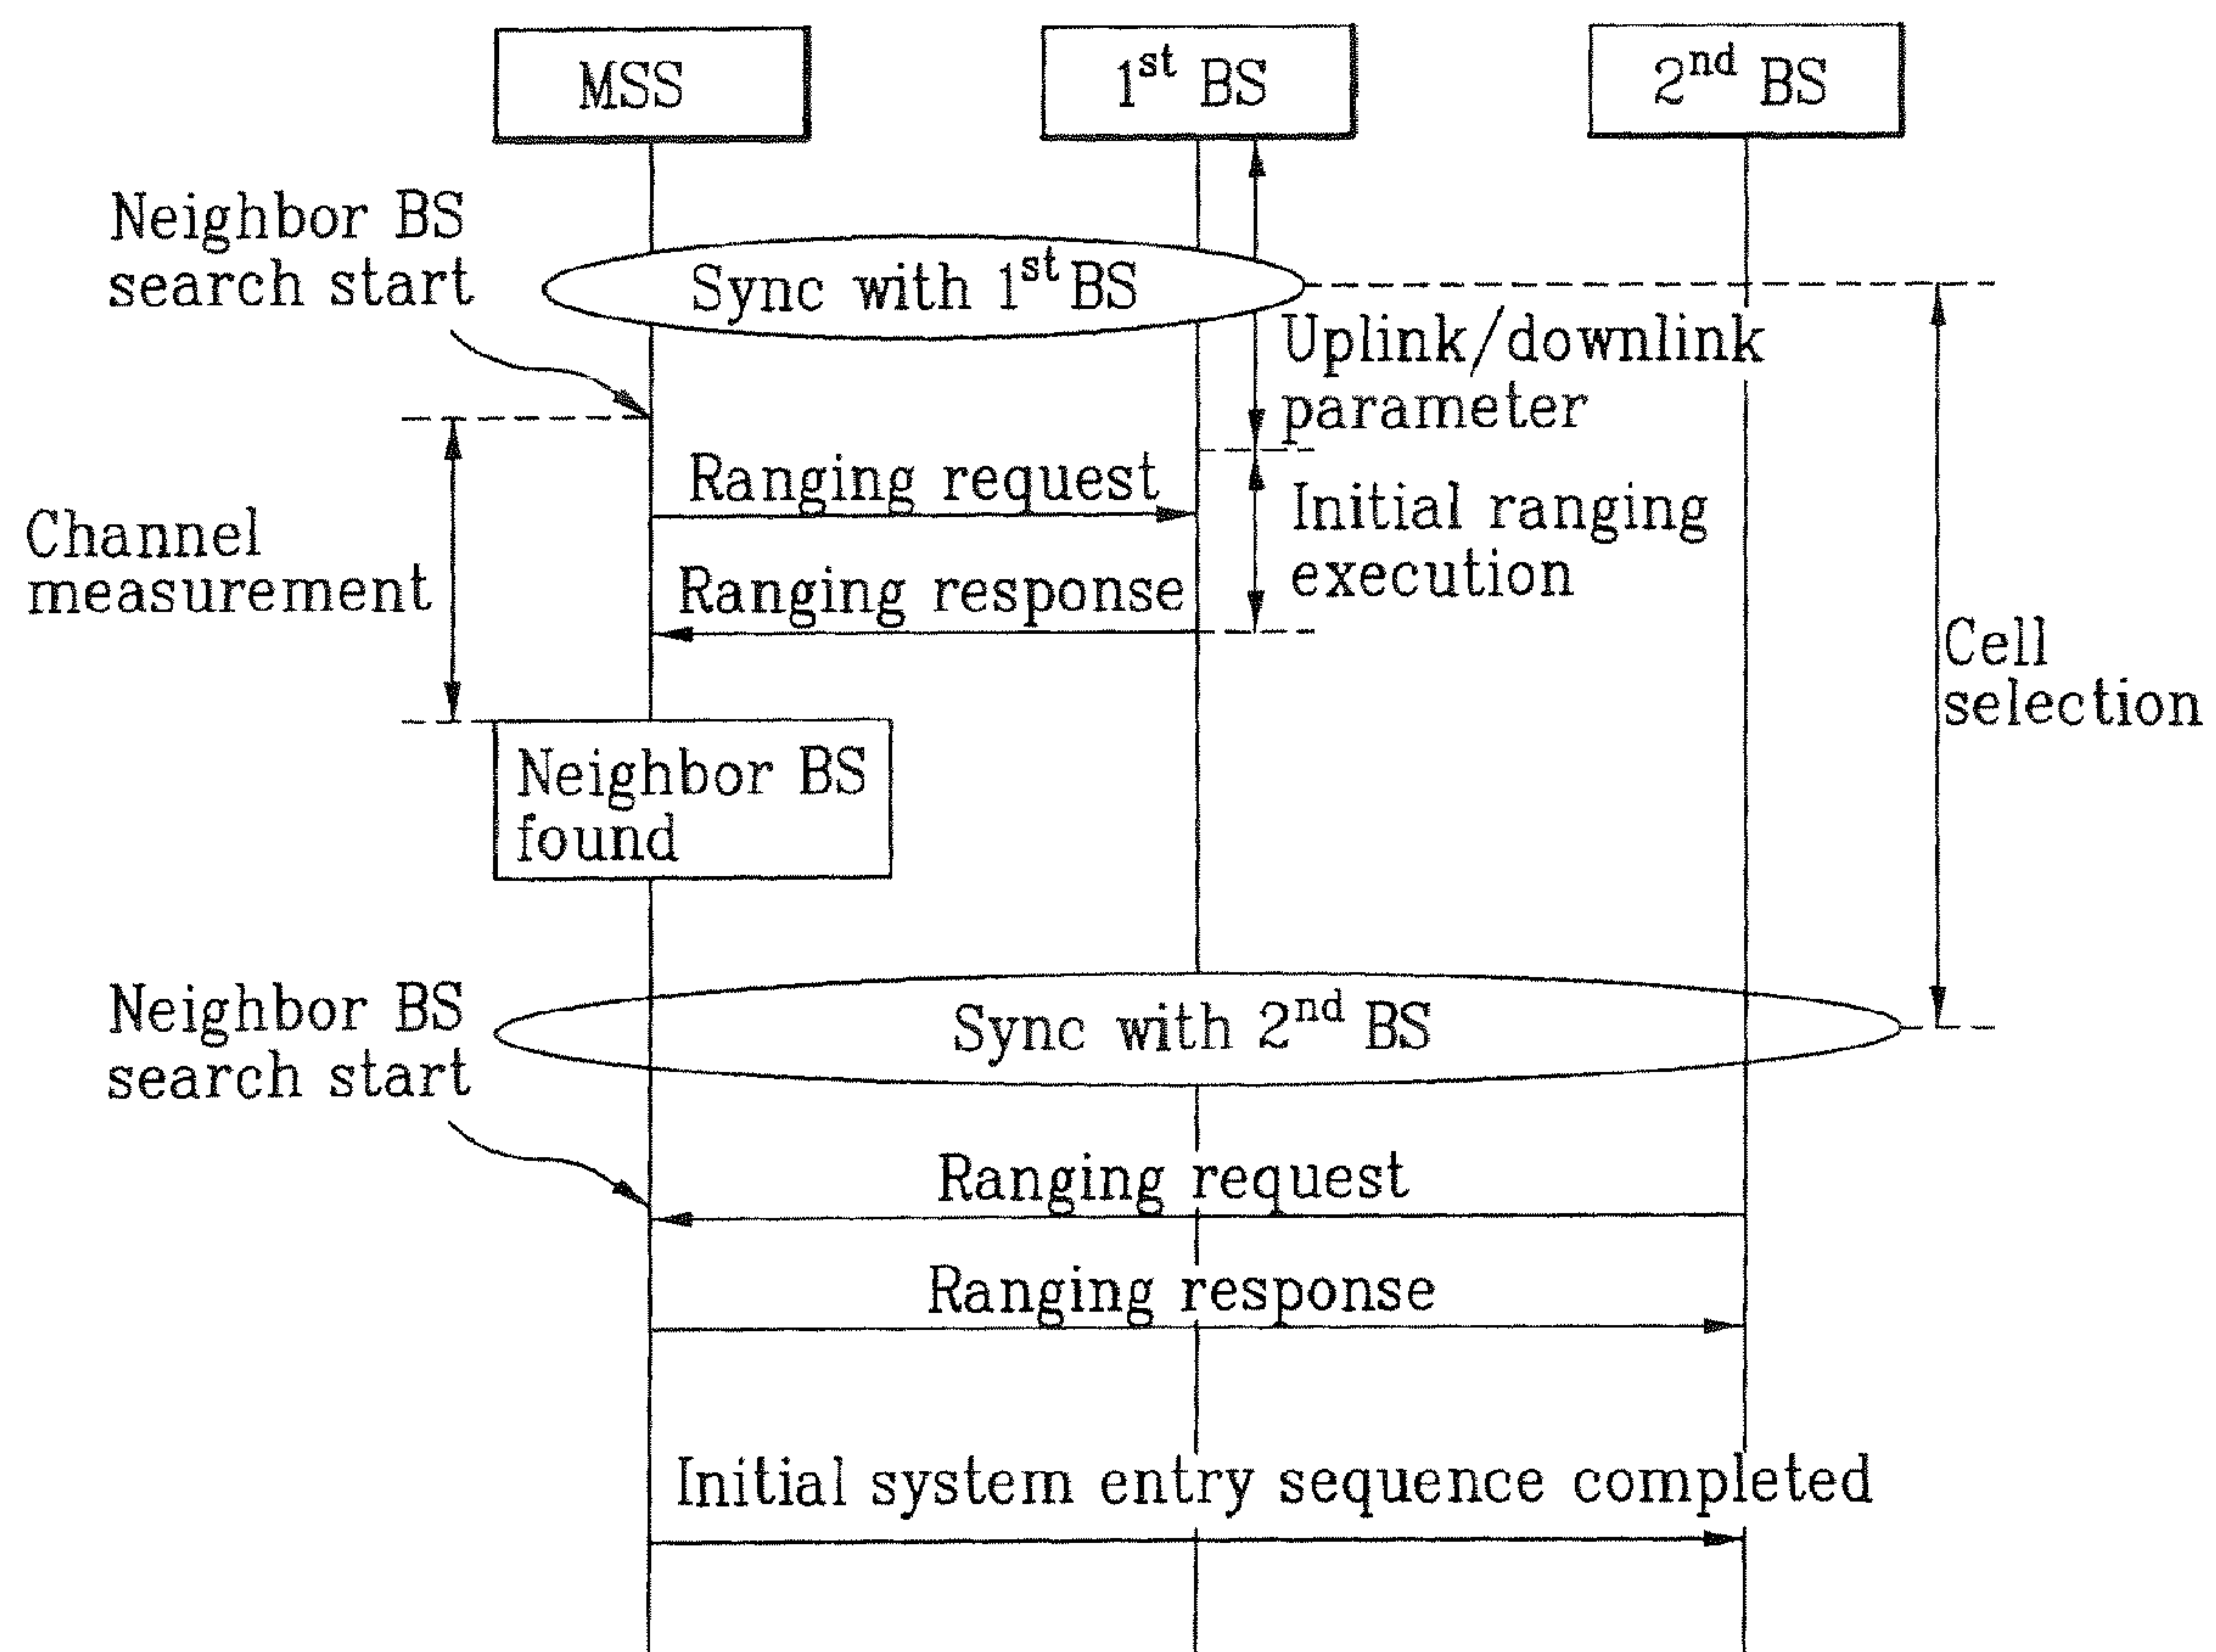 MSS
1st BS
2nd BS
Neighbor BS
search start
Sync with 1st BS
Uplink/downlink
parameter
Ranging request
Initial ranging
execution
Channel
measurement
Ranging response
Cell
selection
Neighbor BS
found
Sync with 2nd BS
Neighbor BS
search start
Ranging request
Ranging response
Initial system entry sequence completed